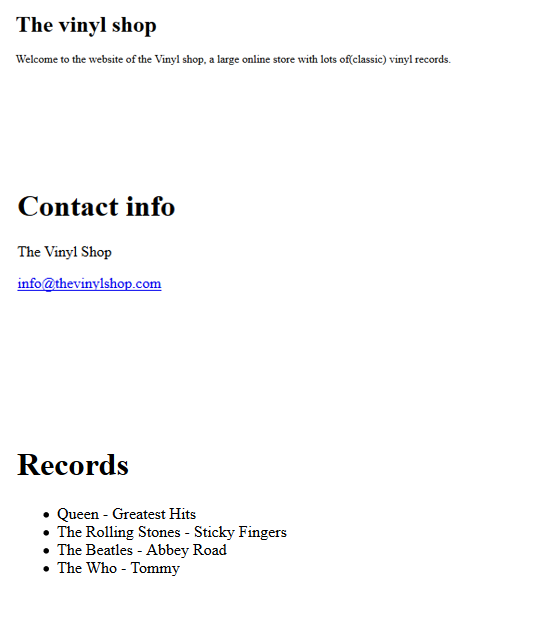 The vinyl shop
Welcome to the website of the Vinyl shop, a large online store with lots of(classic) vinyl records.
Contact info
The Vinyl Shop
info@thevinylshop.com
Records
• Queen - Greatest Hits
• The Rolling Stones - Sticky Fingers
• The Beatles - Abbey Road
• The Who - Tommy